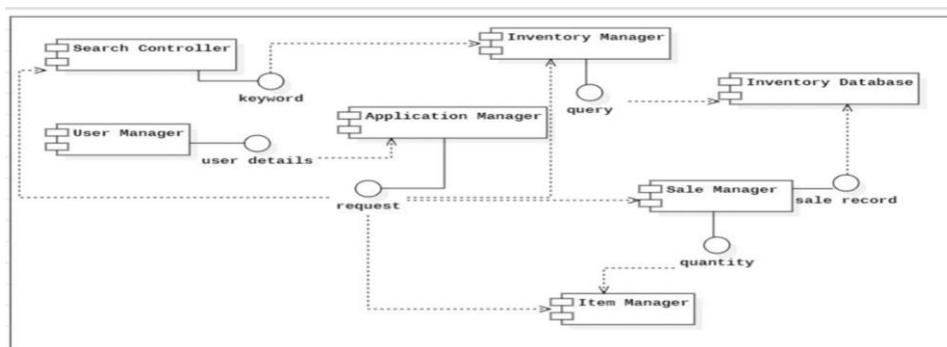 Search Controller
Inventory Manager
keyword
Inventory Database
query
Application Manager
User Manager
user details
request
Sale Manager
sale record
quantity
Item Manager